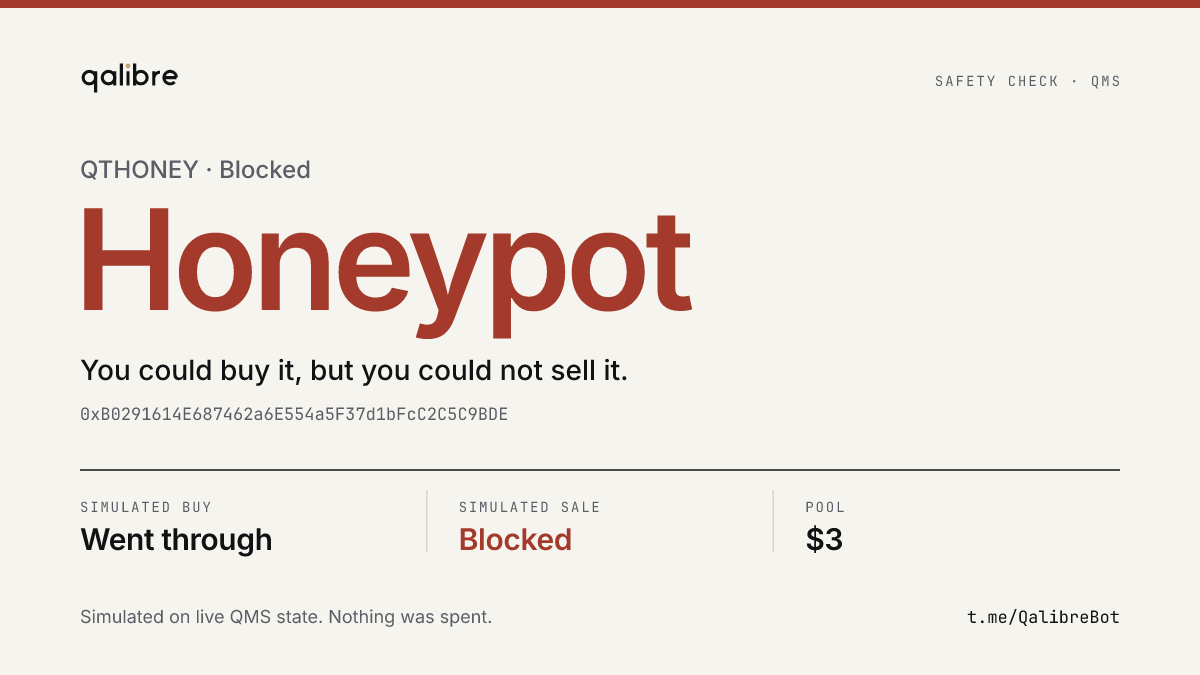 qalibre
SAFETY CHECK · QMS
QTHONEY · Blocked
Honeypot
You could buy it, but you could not sell it.
0xB0291614E687462a6E554a5F37d1bFcC2C5C9BDE
SIMULATED BUY
Went through
SIMULATED SALE
Blocked
POOL
$3
Simulated on live QMS state. Nothing was spent.
t.me/QalibreBot